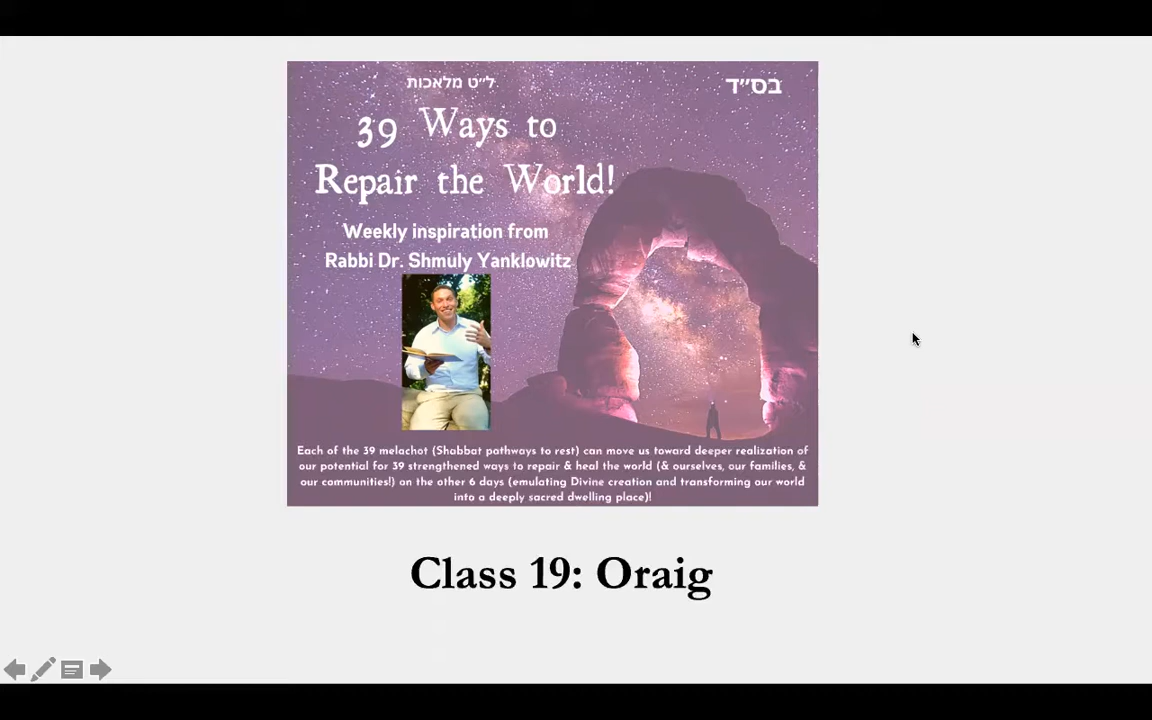 ל״ט מלאכות
בס״ד
39 Ways to
Repair the World!
Weekly inspiration from
Rabbi Dr. Shmuly Yanklowitz
Each of the 39 melachot (Shabbat pathways to rest) can move us toward deeper realization of
our potential for 39 strengthened ways to repair & heal the world (& ourselves, our families, &
our communities!) on the other 6 days (emulating Divine creation and transforming our world
into a deeply sacred dwelling place)!
Class 19: Oraig